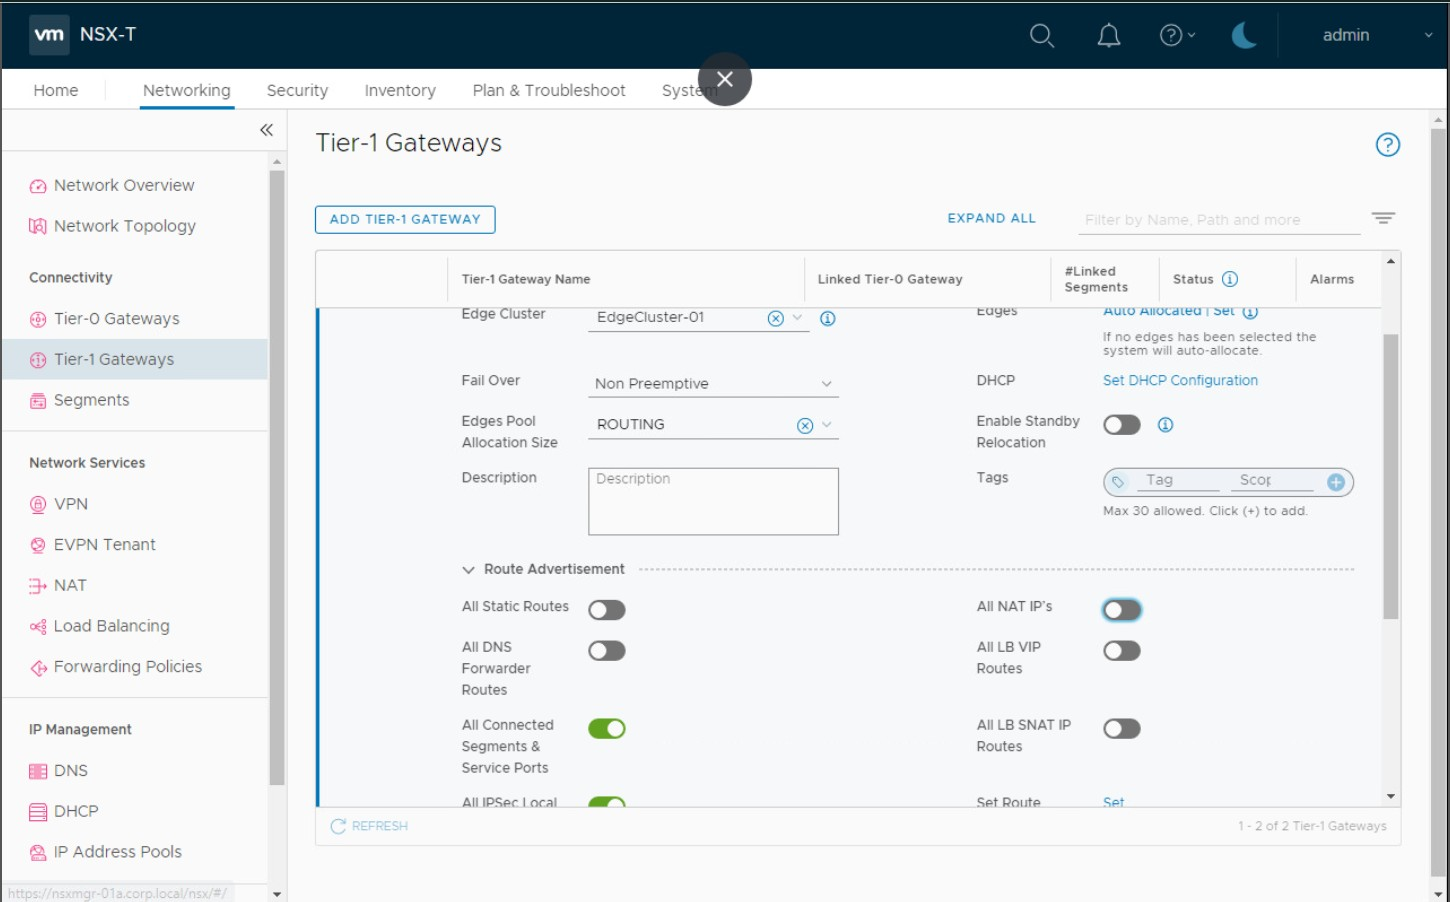 vm NSX-T
admin
Home Networking Security Inventory Plan & Troubleshoot System
Network Overview
Network Topology
Connectivity
Tier-0 Gateways
Tier-1 Gateways
Segments
Network Services
VPN
EVPN Tenant
NAT
Load Balancing
Forwarding Policies
IP Management
DNS
DHCP
IP Address Pools
https://nsxmgr-01a.corp.local/nsx/#/
Tier-1 Gateways
ADD TIER-1 GATEWAY
EXPAND ALL
Filter by Name, Path and more
Tier-1 Gateway Name
Linked Tier-0 Gateway
#Linked
Segments
Status
Alarms
Edge Cluster
EdgeCluster-01
Edges
Auto Allocated | Set
If no edges has been selected the
system will auto-allocate.
Fail Over
Non Preemptive
DHCP
Set DHCP Configuration
Edges Pool
Allocation Size
ROUTING
Enable Standby
Relocation
Description
Description
Tags
Tag
Scop
Max 30 allowed. Click (+) to add.
Route Advertisement
All Static Routes
All NAT IP's
All DNS
Forwarder
Routes
All LB VIP
Routes
All Connected
Segments &
Service Ports
All LB SNAT IP
Routes
All IPSec Local
Set Route
Set
REFRESH
1 - 2 of 2 Tier-1 Gateways